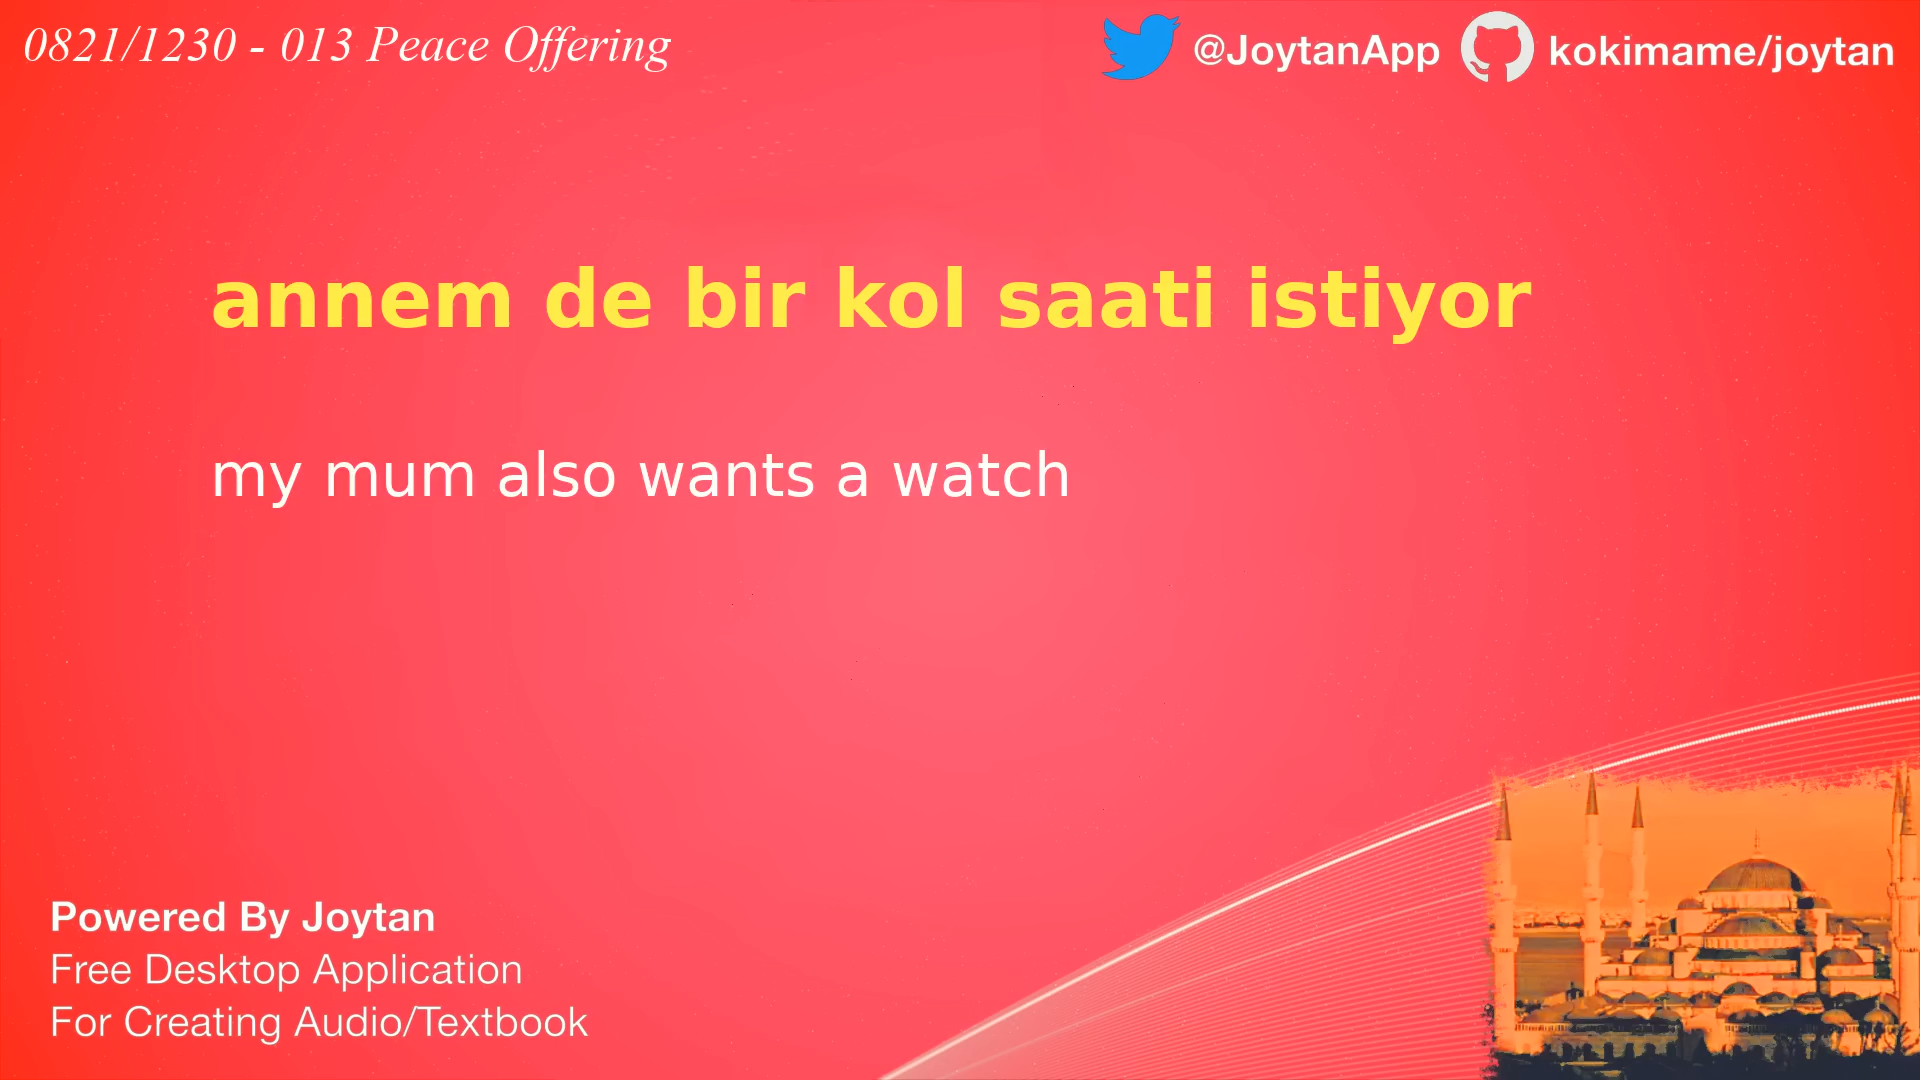 0821/1230 - 013 Peace Offering
@JoytanApp kokimame/joytan
annem de bir kol saati istiyor
my mum also wants a watch
Powered By Joytan
Free Desktop Application
For Creating Audio/Textbook